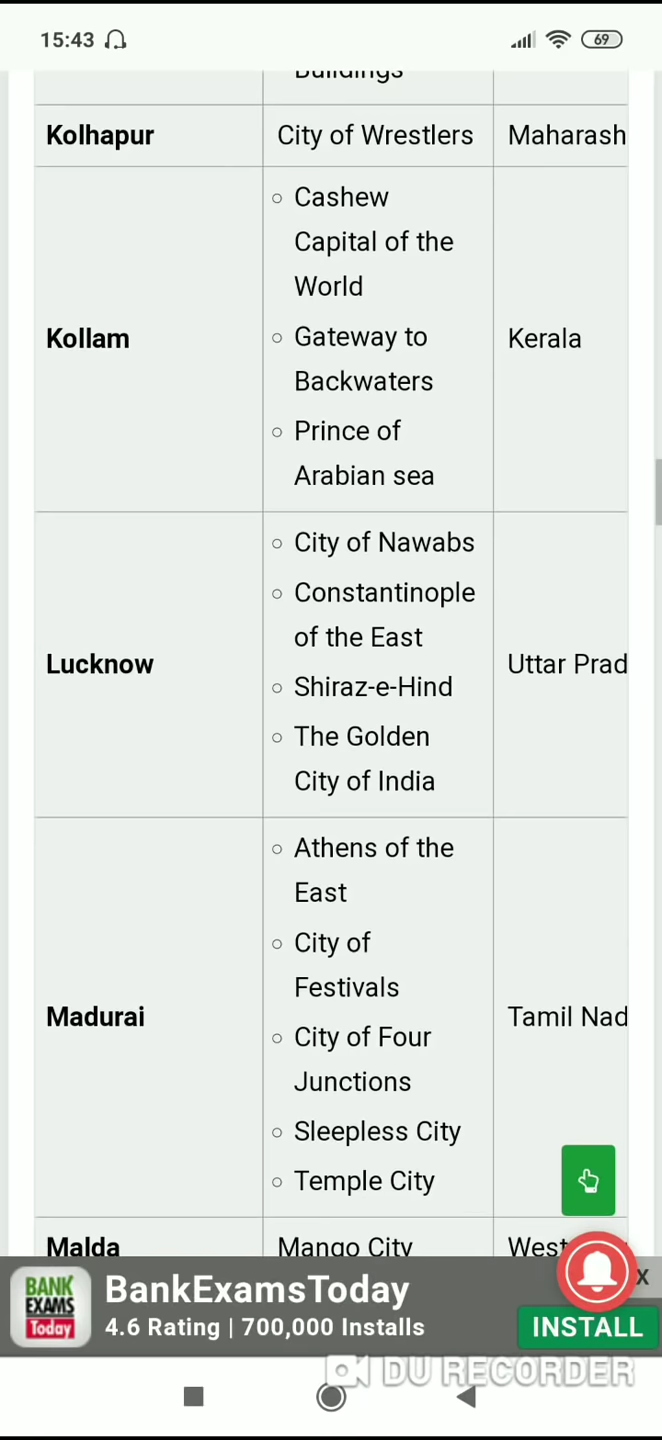 15:43 69
Buildings
Kolhapur City of Wrestlers Maharash
Cashew
Capital of the
World
Kollam Gateway to Kerala
Backwaters
Prince of
Arabian sea
City of Nawabs
Constantinople
of the East
Lucknow Uttar Prad
Shiraz-e-Hind
The Golden
City of India
Athens of the
East
City of
Festivals
Madurai Tamil Nad
City of Four
Junctions
Sleepless City
Temple City
Malda Mango City West
BANK
EXAMS
Today
BankExamsToday X
4.6 Rating | 700,000 Installs INSTALL
DU RECORDER